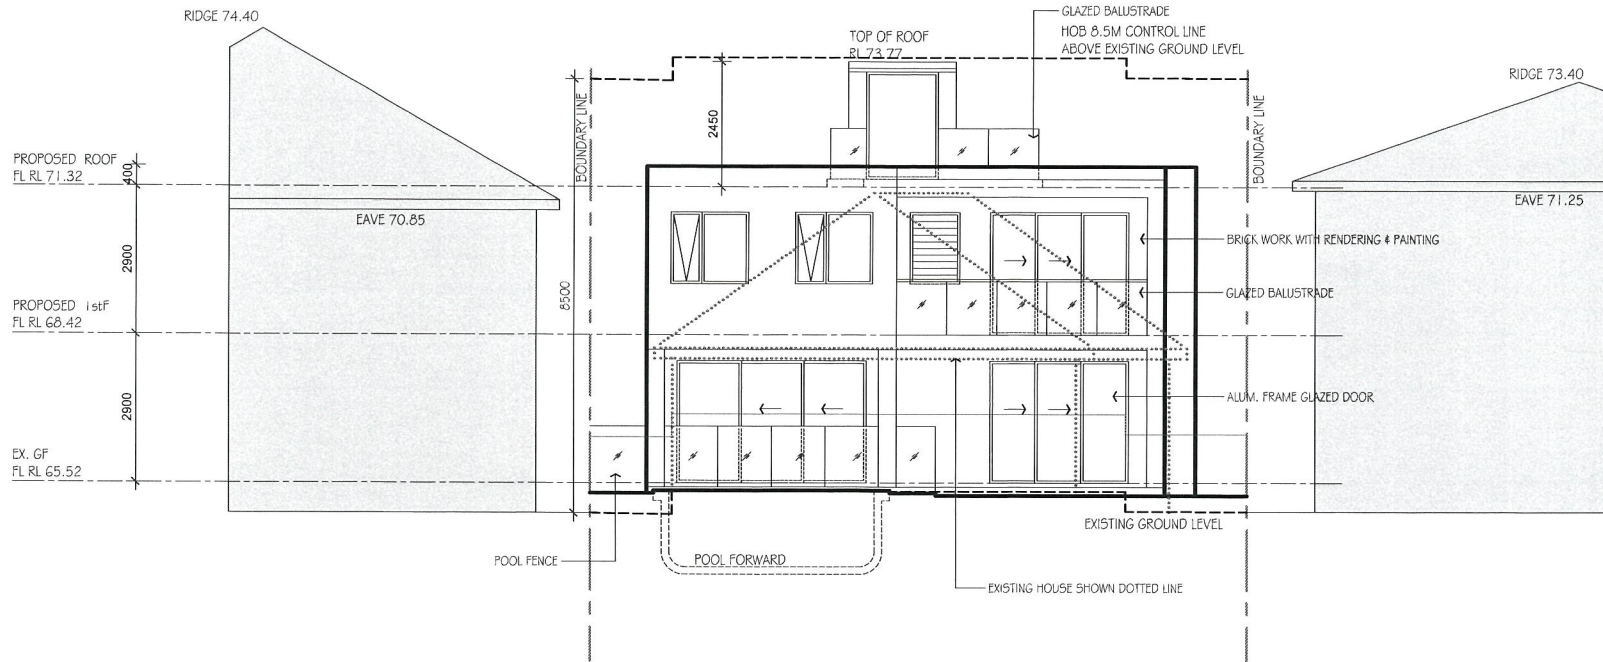 RIDGE 74.40
GLAZED BALUSTRADE
HOB 8.5M CONTROL LINE
ABOVE EXISTING GROUND LEVEL
TOP OF ROOF
RL 73.77
RIDGE 73.40
BOUNDARY LINE
BOUNDARY LINE
2450
PROPOSED ROOF
FL RL 71.32
400
EAVE 70.85
EAVE 71.25
BRICK WORK WITH RENDERING & PAINTING
2900
8500
GLAZED BALUSTRADE
PROPOSED 1stF
FL RL 68.42
2900
ALUM. FRAME GLAZED DOOR
EX. GF
FL RL 65.52
EXISTING GROUND LEVEL
POOL FENCE
POOL FORWARD
EXISTING HOUSE SHOWN DOTTED LINE